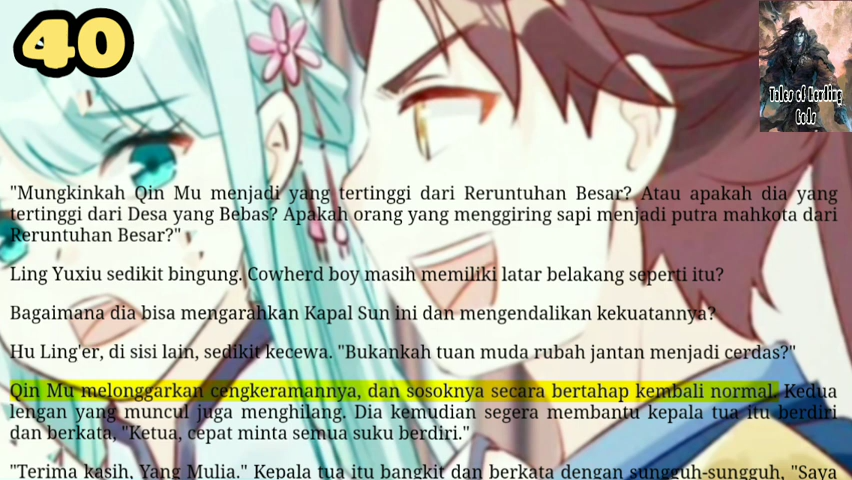 40
Tales of Herding
Gods
"Mungkinkah Qin Mu menjadi yang tertinggi dari Reruntuhan Besar? Atau apakah dia yang
tertinggi dari Desa yang Bebas? Apakah orang yang menggiring sapi menjadi putra mahkota dari
Reruntuhan Besar?"
Ling Yuxiu sedikit bingung. Cowherd boy masih memiliki latar belakang seperti itu?
Bagaimana dia bisa mengarahkan Kapal Sun ini dan mengendalikan kekuatannya?
Hu Ling'er, di sisi lain, sedikit kecewa. "Bukankah tuan muda rubah jantan menjadi cerdas?"
Qin Mu melonggarkan cengkeramannya, dan sosoknya secara bertahap kembali normal. Kedua
lengan yang muncul juga menghilang. Dia kemudian segera membantu kepala tua itu berdiri
dan berkata, "Ketua, cepat minta semua suku berdiri."
"Terima kasih, Yang Mulia." Kepala tua itu bangkit dan berkata dengan sungguh-sungguh, "Saya